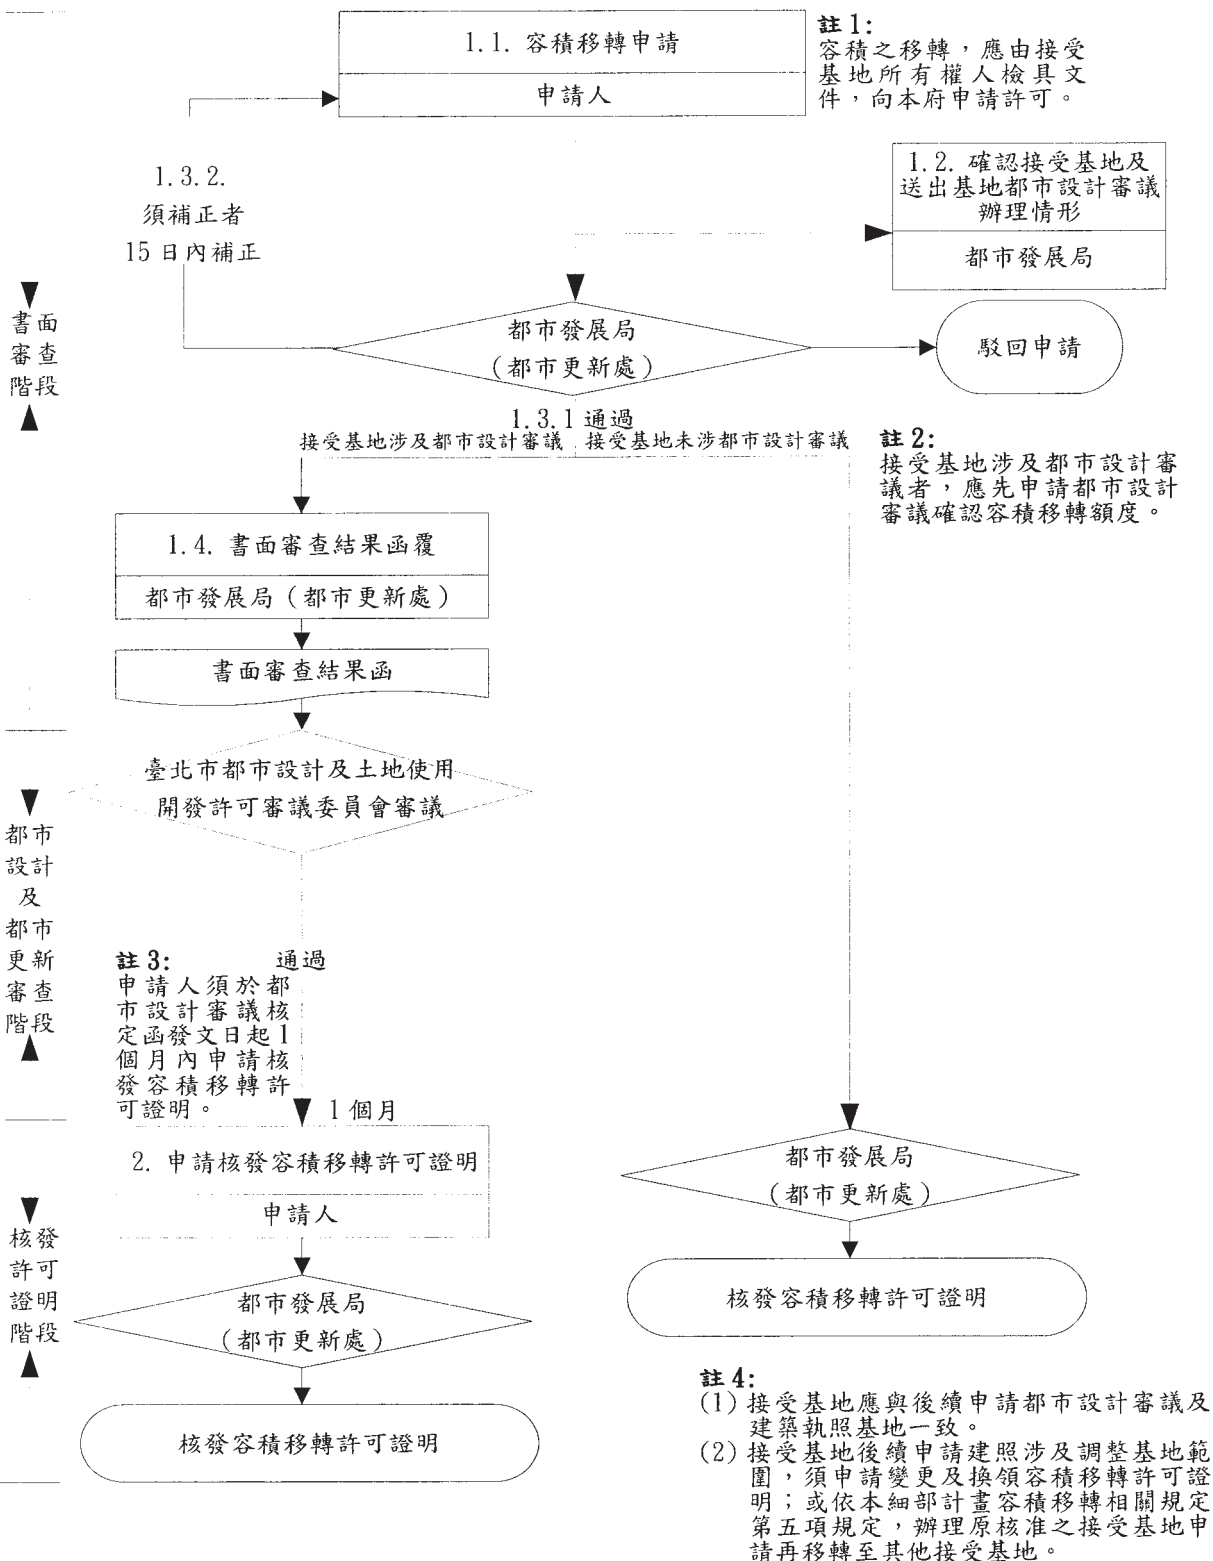 1.1. 容積移轉申請
申請人
註1:
容積之移轉，應由接受
基地所有權人檢具文
件，向本府申請許可。
1.2. 確認接受基地及
送出基地都市設計審議
辦理情形
都市發展局
1.3.2.
須補正者
15日內補正
書面
審查
階段
都市發展局
（都市更新處）
駁回申請
1.3.1通過
接受基地涉及都市設計審議
接受基地未涉都市設計審議
註2:
接受基地涉及都市設計審
議者，應先申請都市設計
審議確認容積移轉額度。
1.4. 書面審查結果函覆
都市發展局（都市更新處）
書面審查結果函
臺北市都市設計及土地使用
開發許可審議委員會審議
都市
設計
及
都市
更新
審查
階段
通過
註3:
申請人須於都
市設計審議核
定函發文日起1
個月內申請核
發容積移轉許
可證明。
1個月
2. 申請核發容積移轉許可證明
申請人
都市發展局
（都市更新處）
核發容積移轉許可證明
核發
許可
證明
階段
都市發展局
（都市更新處）
核發容積移轉許可證明
註4:
(1)接受基地應與後續申請都市設計審議及
建築執照基地一致。
(2)接受基地後續申請建照涉及調整基地範
圍，須申請變更及換領容積移轉許可證
明；或依本細部計畫容積移轉相關規定
第五項規定，辦理原核准之接受基地申
請再移轉至其他接受基地。